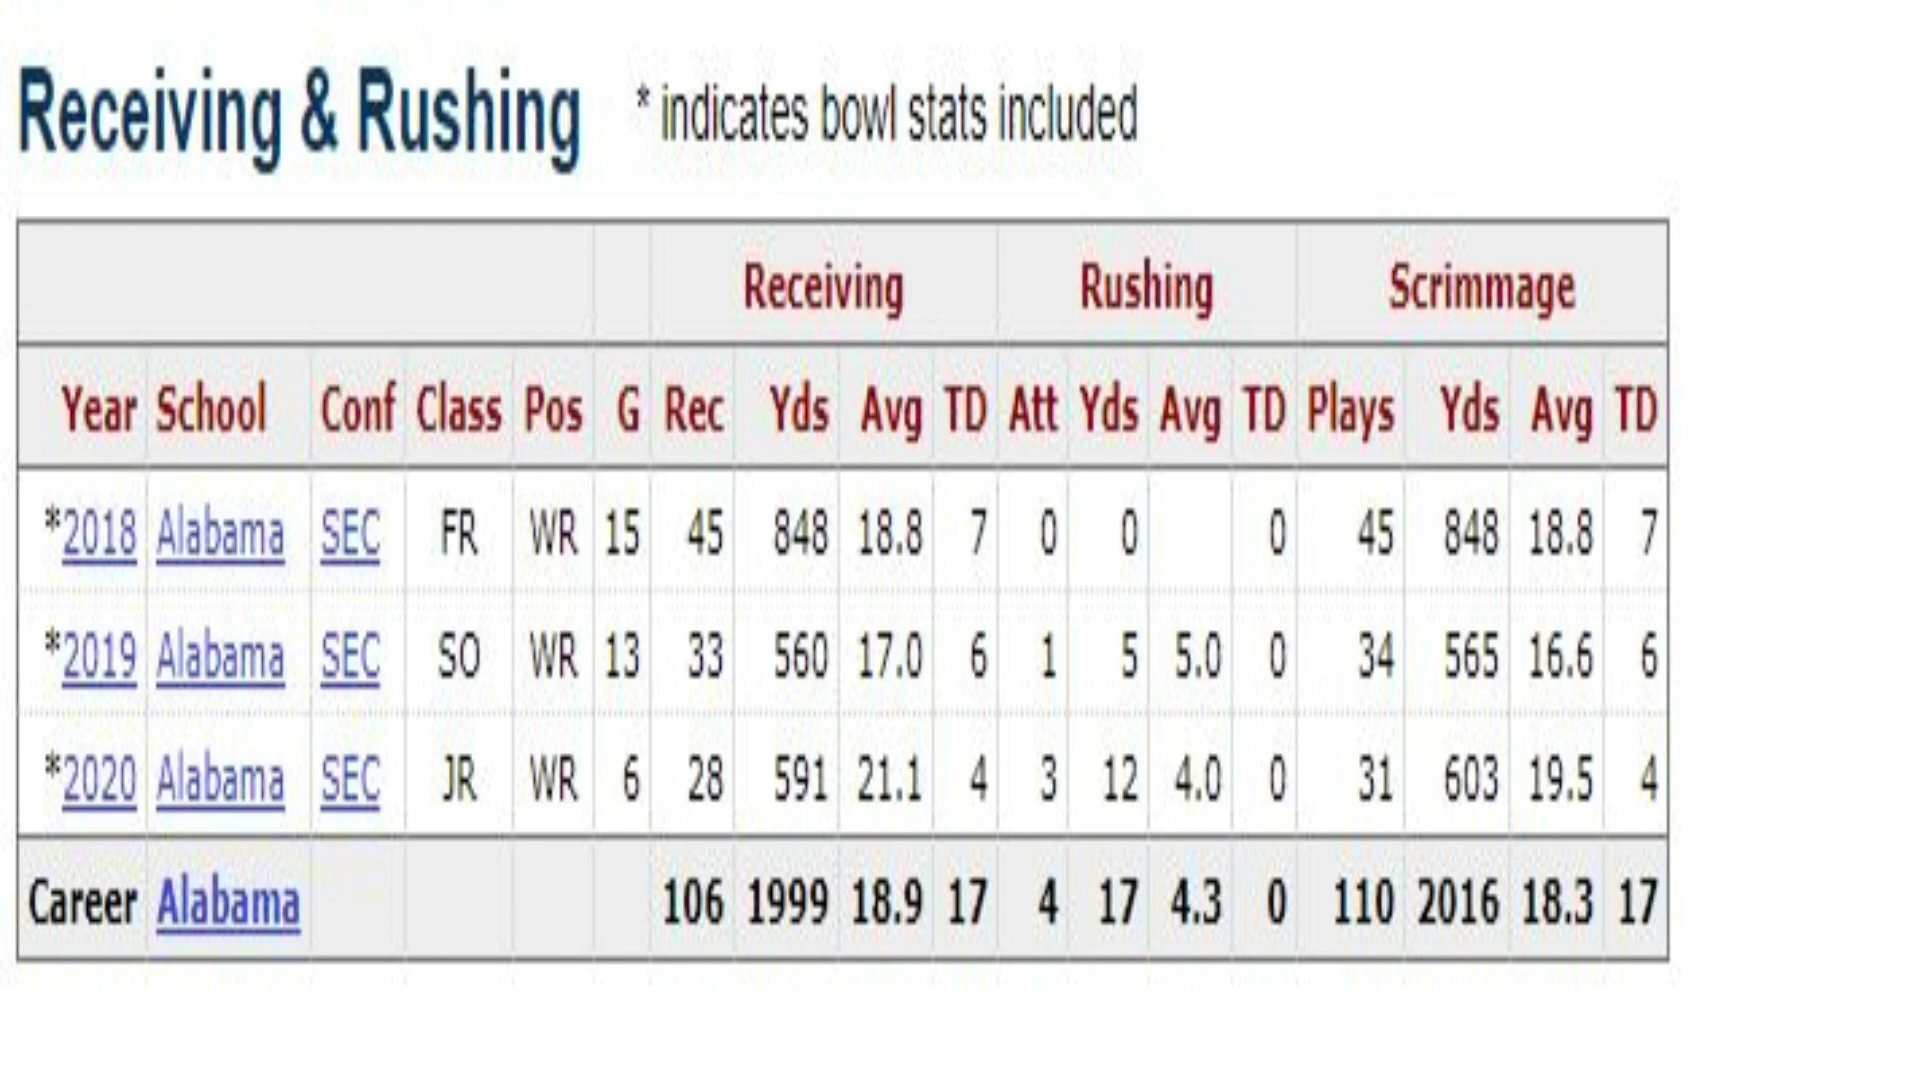 Receiving & Rushing * indicates bowl stats included
Receiving Rushing Scrimmage
Year School Conf Class Pos G Rec Yds Avg TD Att Yds Avg TD Plays Yds Avg TD
*2018 Alabama SEC FR WR 15 45 848 18.8 7 0 0 0 45 848 18.8 7
*2019 Alabama SEC SO WR 13 33 560 17.0 6 1 5 5.0 0 34 565 16.6 6
*2020 Alabama SEC JR WR 6 28 591 21.1 4 3 12 4.0 0 31 603 19.5 4
Career Alabama 106 1999 18.9 17 4 17 4.3 0 110 2016 18.3 17